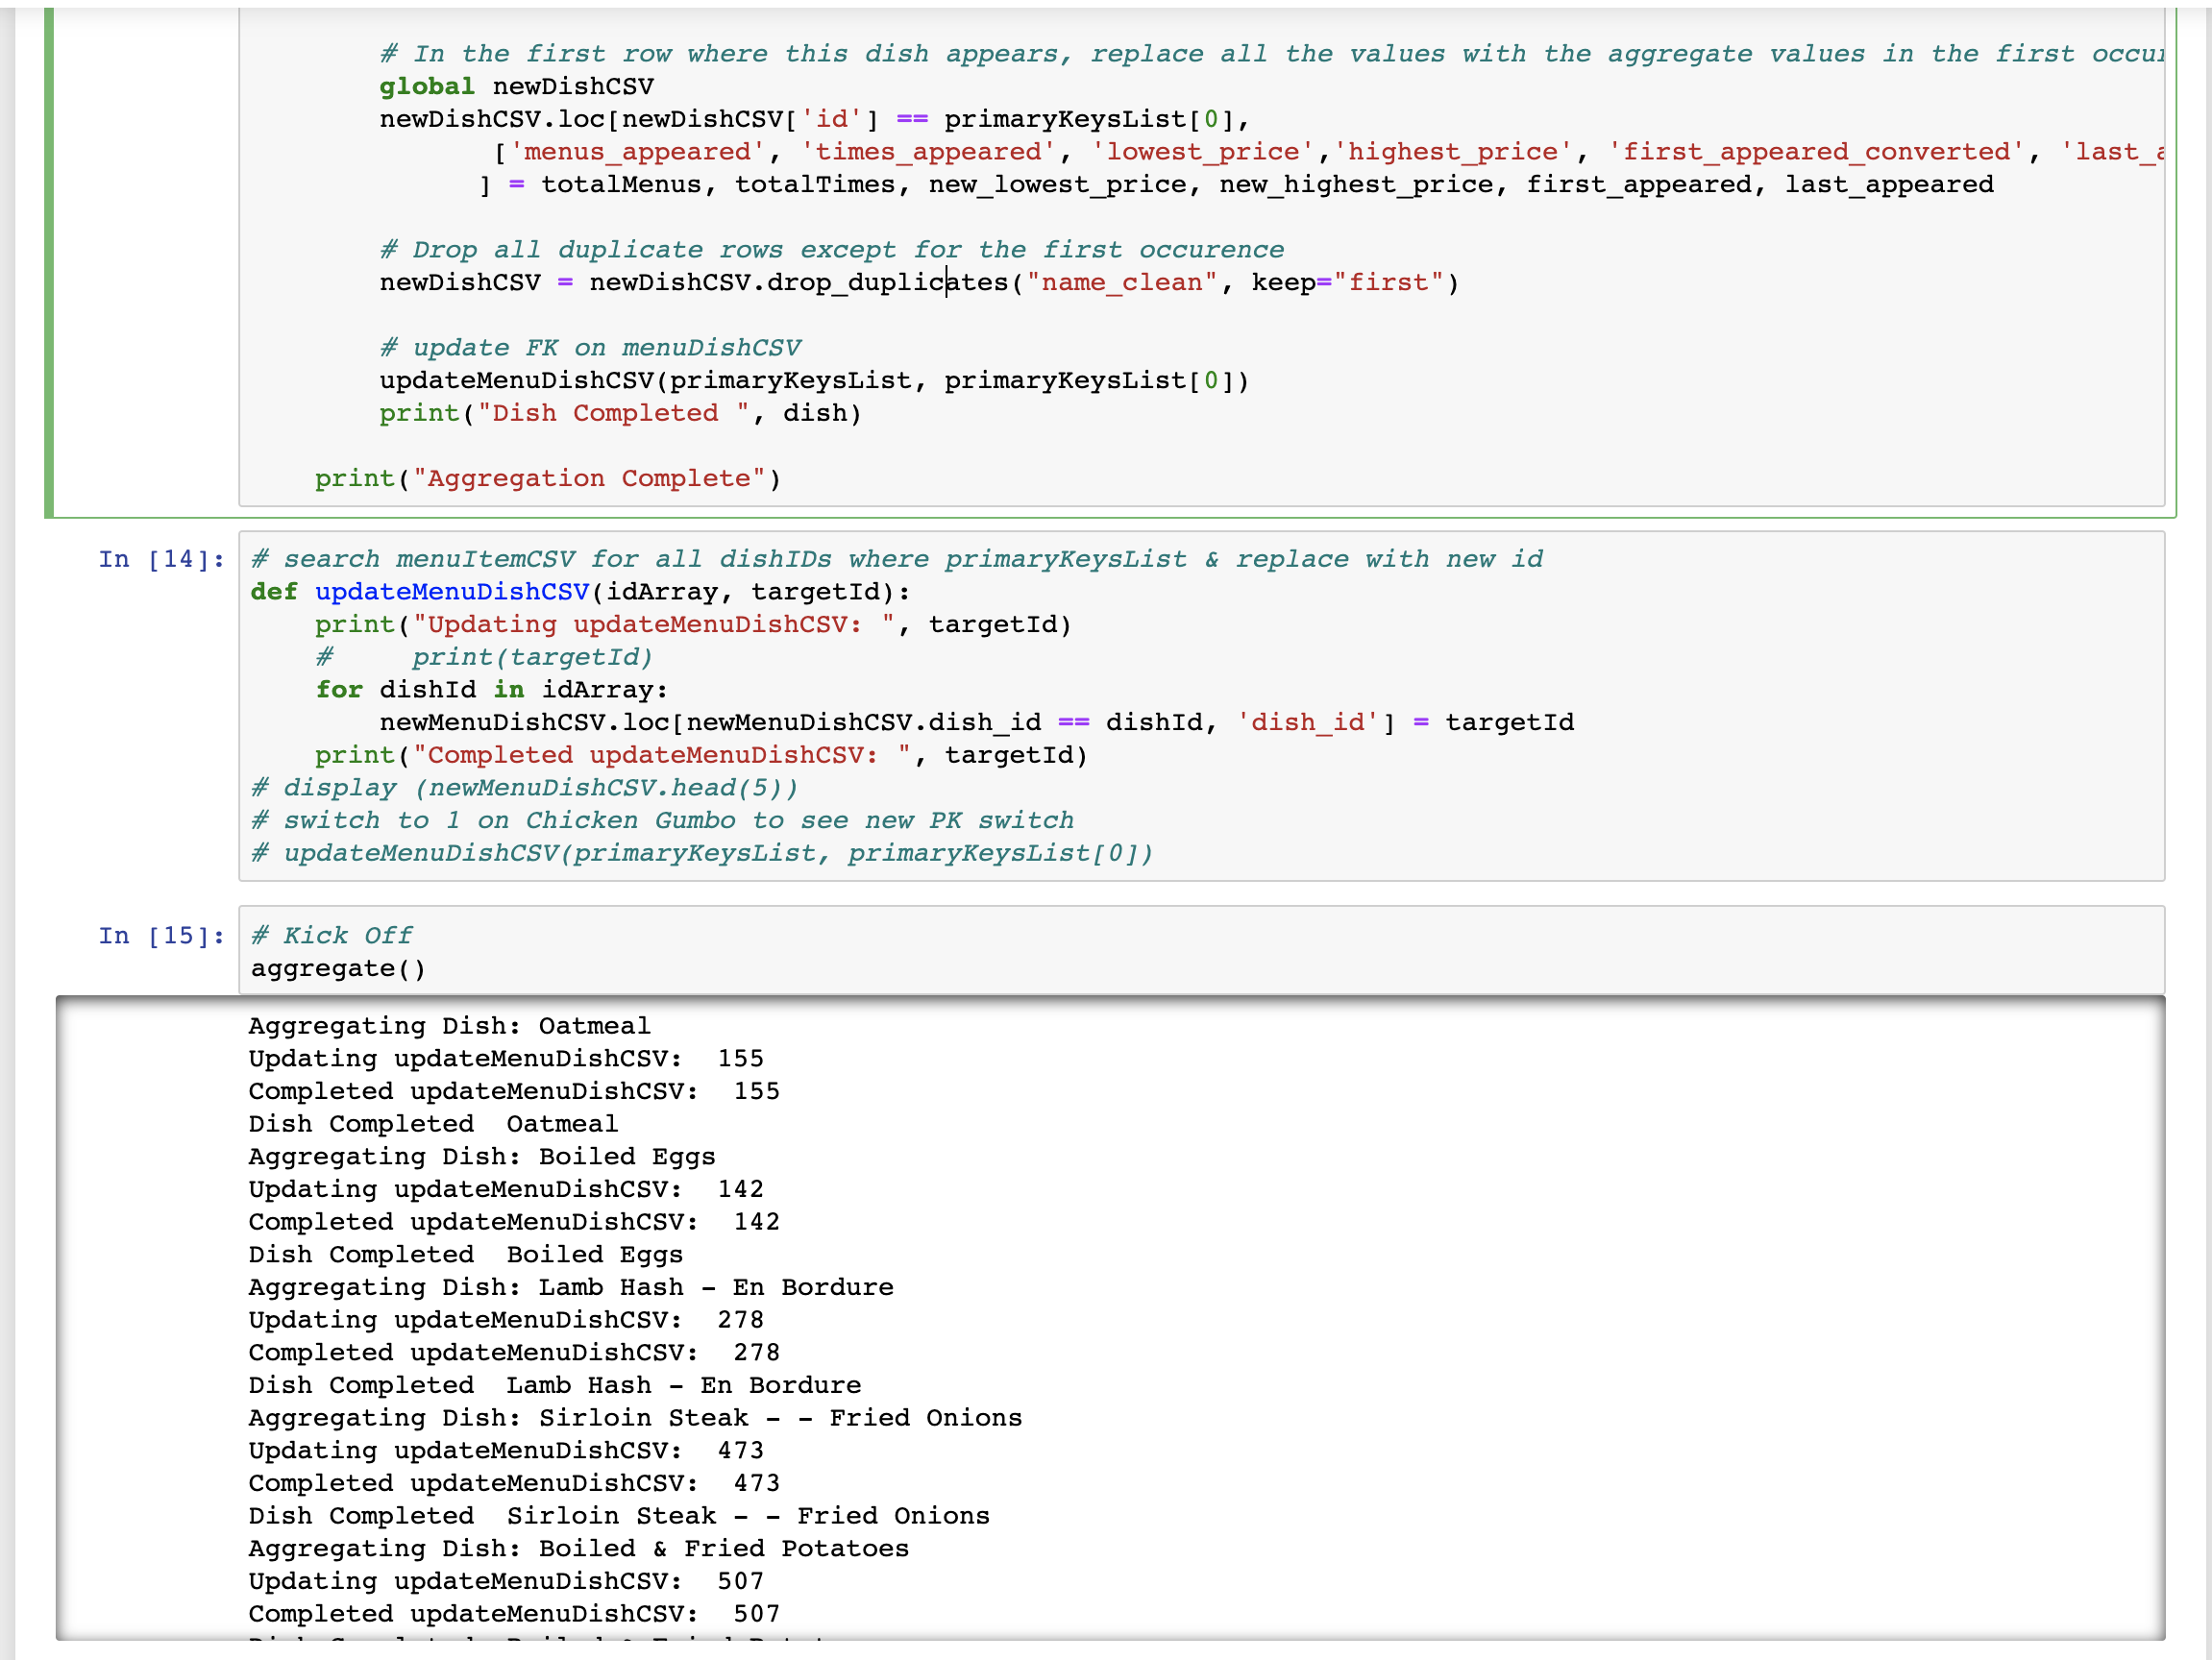 # In the first row where this dish appears, replace all the values with the aggregate values in the first
global newDishCSV
newDishCSV.loc[newDishCSV['id'] == primaryKeysList[0],
['menus_appeared', 'times_appeared', 'lowest_price','highest_price', 'first_appeared_converted',
] = totalMenus, totalTimes, new_lowest_price, new_highest_price, first_appeared, last_appeared
# Drop all duplicate rows except for the first occurence
newDishCSV = newDishCSV.drop_duplicates("name_clean", keep="first")
# update FK on menuDishCSV
updateMenuDishCSV(primaryKeysList, primaryKeysList[0])
print("Dish Completed ", dish)
print("Aggregation Complete")
In [14]:
# search menuItemCSV for all dishIDs where primaryKeysList & replace with new id
def updateMenuDishCSV(idArray, targetId):
print("Updating updateMenuDishCSV: ", targetId)
#     print(targetId)
for dishId in idArray:
newMenuDishCSV.loc[newMenuDishCSV.dish_id == dishId, 'dish_id'] = targetId
print("Completed updateMenuDishCSV: ", targetId)
# display (newMenuDishCSV.head(5))
# switch to 1 on Chicken Gumbo to see new PK switch
# updateMenuDishCSV(primaryKeysList, primaryKeysList[0])
In [15]:
# Kick Off
aggregate()
Aggregating Dish: Oatmeal
Updating updateMenuDishCSV:  155
Completed updateMenuDishCSV:  155
Dish Completed  Oatmeal
Aggregating Dish: Boiled Eggs
Updating updateMenuDishCSV:  142
Completed updateMenuDishCSV:  142
Dish Completed  Boiled Eggs
Aggregating Dish: Lamb Hash - En Bordure
Updating updateMenuDishCSV:  278
Completed updateMenuDishCSV:  278
Dish Completed  Lamb Hash - En Bordure
Aggregating Dish: Sirloin Steak - - Fried Onions
Updating updateMenuDishCSV:  473
Completed updateMenuDishCSV:  473
Dish Completed  Sirloin Steak - - Fried Onions
Aggregating Dish: Boiled & Fried Potatoes
Updating updateMenuDishCSV:  507
Completed updateMenuDishCSV:  507